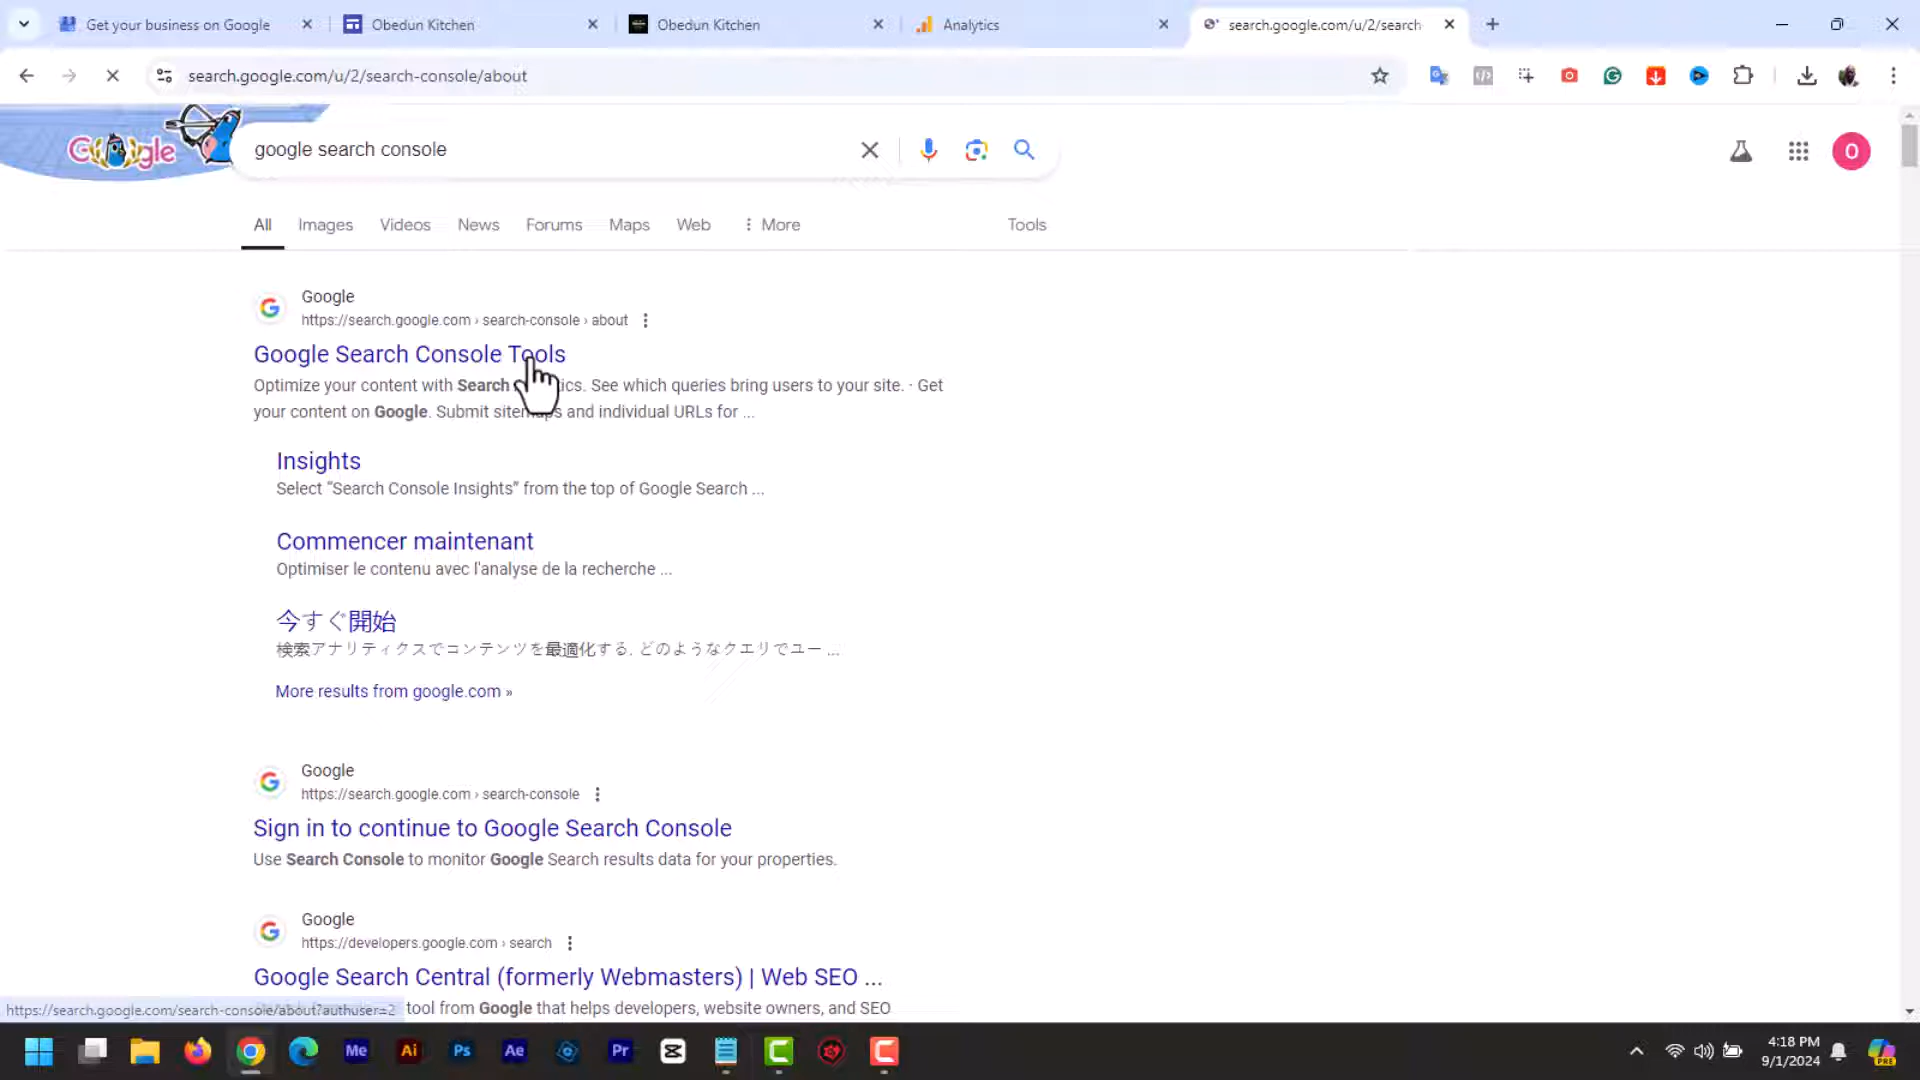 Get your business on Google
Obedun Kitchen
Obedun Kitchen
Analytics
search.google.com/u/2/search
search.google.com/u/2/search-console/about
Google
google search console
O
All
Images
Videos
News
Forums
Maps
Web
More
Tools
Google
https://search.google.com › search-console › about
Google Search Console Tools
Optimize your content with Search tics. See which queries bring users to your site. · Get
your content on Google. Submit sitemaps and individual URLs for ...
Insights
Select “Search Console Insights” from the top of Google Search ...
Commencer maintenant
Optimiser le contenu avec l'analyse de la recherche ...
今すぐ開始
検索アナリティクスでコンテンツを最適化する. どのようなクエリでユー ...
More results from google.com »
Google
https://search.google.com › search-console
Sign in to continue to Google Search Console
Use Search Console to monitor Google Search results data for your properties.
Google
https://developers.google.com › search
Google Search Central (formerly Webmasters) | Web SEO ...
tool from Google that helps developers, website owners, and SEO
https://search.google.com/search-console/about?authuser=2
Me
Ai
Ps
Ae
Pr
4:18 PM
9/1/2024
PRE